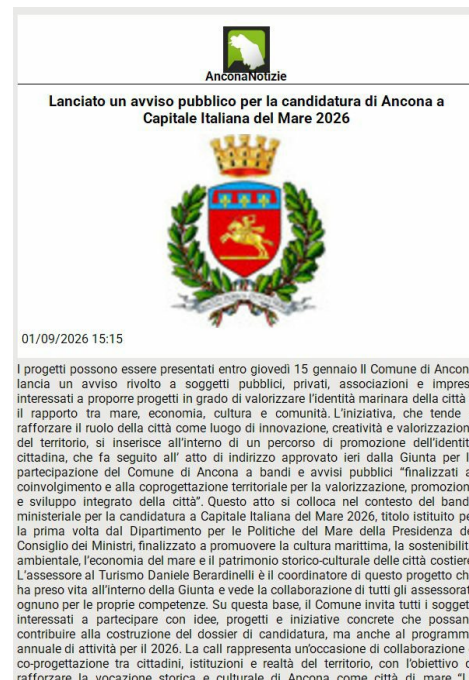 AnconaNotizie
Lanciato un avviso pubblico per la candidatura di Ancona a
Capitale Italiana del Mare 2026
01/09/2026 15:15
I progetti possono essere presentati entro giovedì 15 gennaio Il Comune di Ancon
lancia un avviso rivolto a soggetti pubblici, privati, associazioni e impres
interessati a proporre progetti in grado di valorizzare l'identità marinara della città
il rapporto tra mare, economia, cultura e comunità. L'iniziativa, che tende
rafforzare il ruolo della città come luogo di innovazione, creatività e valorizzazion
del territorio, si inserisce all'interno di un percorso di promozione dell'identit
cittadina, che fa seguito all' atto di indirizzo approvato ieri dalla Giunta per l
partecipazione del Comune di Ancona a bandi e avvisi pubblici "finalizzati a
coinvolgimento e alla coprogettazione territoriale per la valorizzazione, promozion
e sviluppo integrato della città". Questo atto si colloca nel contesto del band
ministeriale per la candidatura a Capitale Italiana del Mare 2026, titolo istituito pe
la prima volta dal Dipartimento per le Politiche del Mare della Presidenza de
Consiglio dei Ministri, finalizzato a promuovere la cultura marittima, la sostenibilit
ambientale, l'economia del mare e il patrimonio storico-culturale delle città costiere
L'assessore al Turismo Daniele Berardinelli è il coordinatore di questo progetto ch
ha preso vita all'interno della Giunta e vede la collaborazione di tutti gli assessorat
ognuno per le proprie competenze. Su questa base, il Comune invita tutti i sogget
interessati a partecipare con idee, progetti e iniziative concrete che possan
contribuire alla costruzione del dossier di candidatura, ma anche al programm
annuale di attività per il 2026. La call rappresenta un'occasione di collaborazione
co-progettazione tra cittadini, istituzioni e realtà del territorio, con l'obiettivo d
rafforzare la vocazione storica e culturale di Ancona come città di mare "L